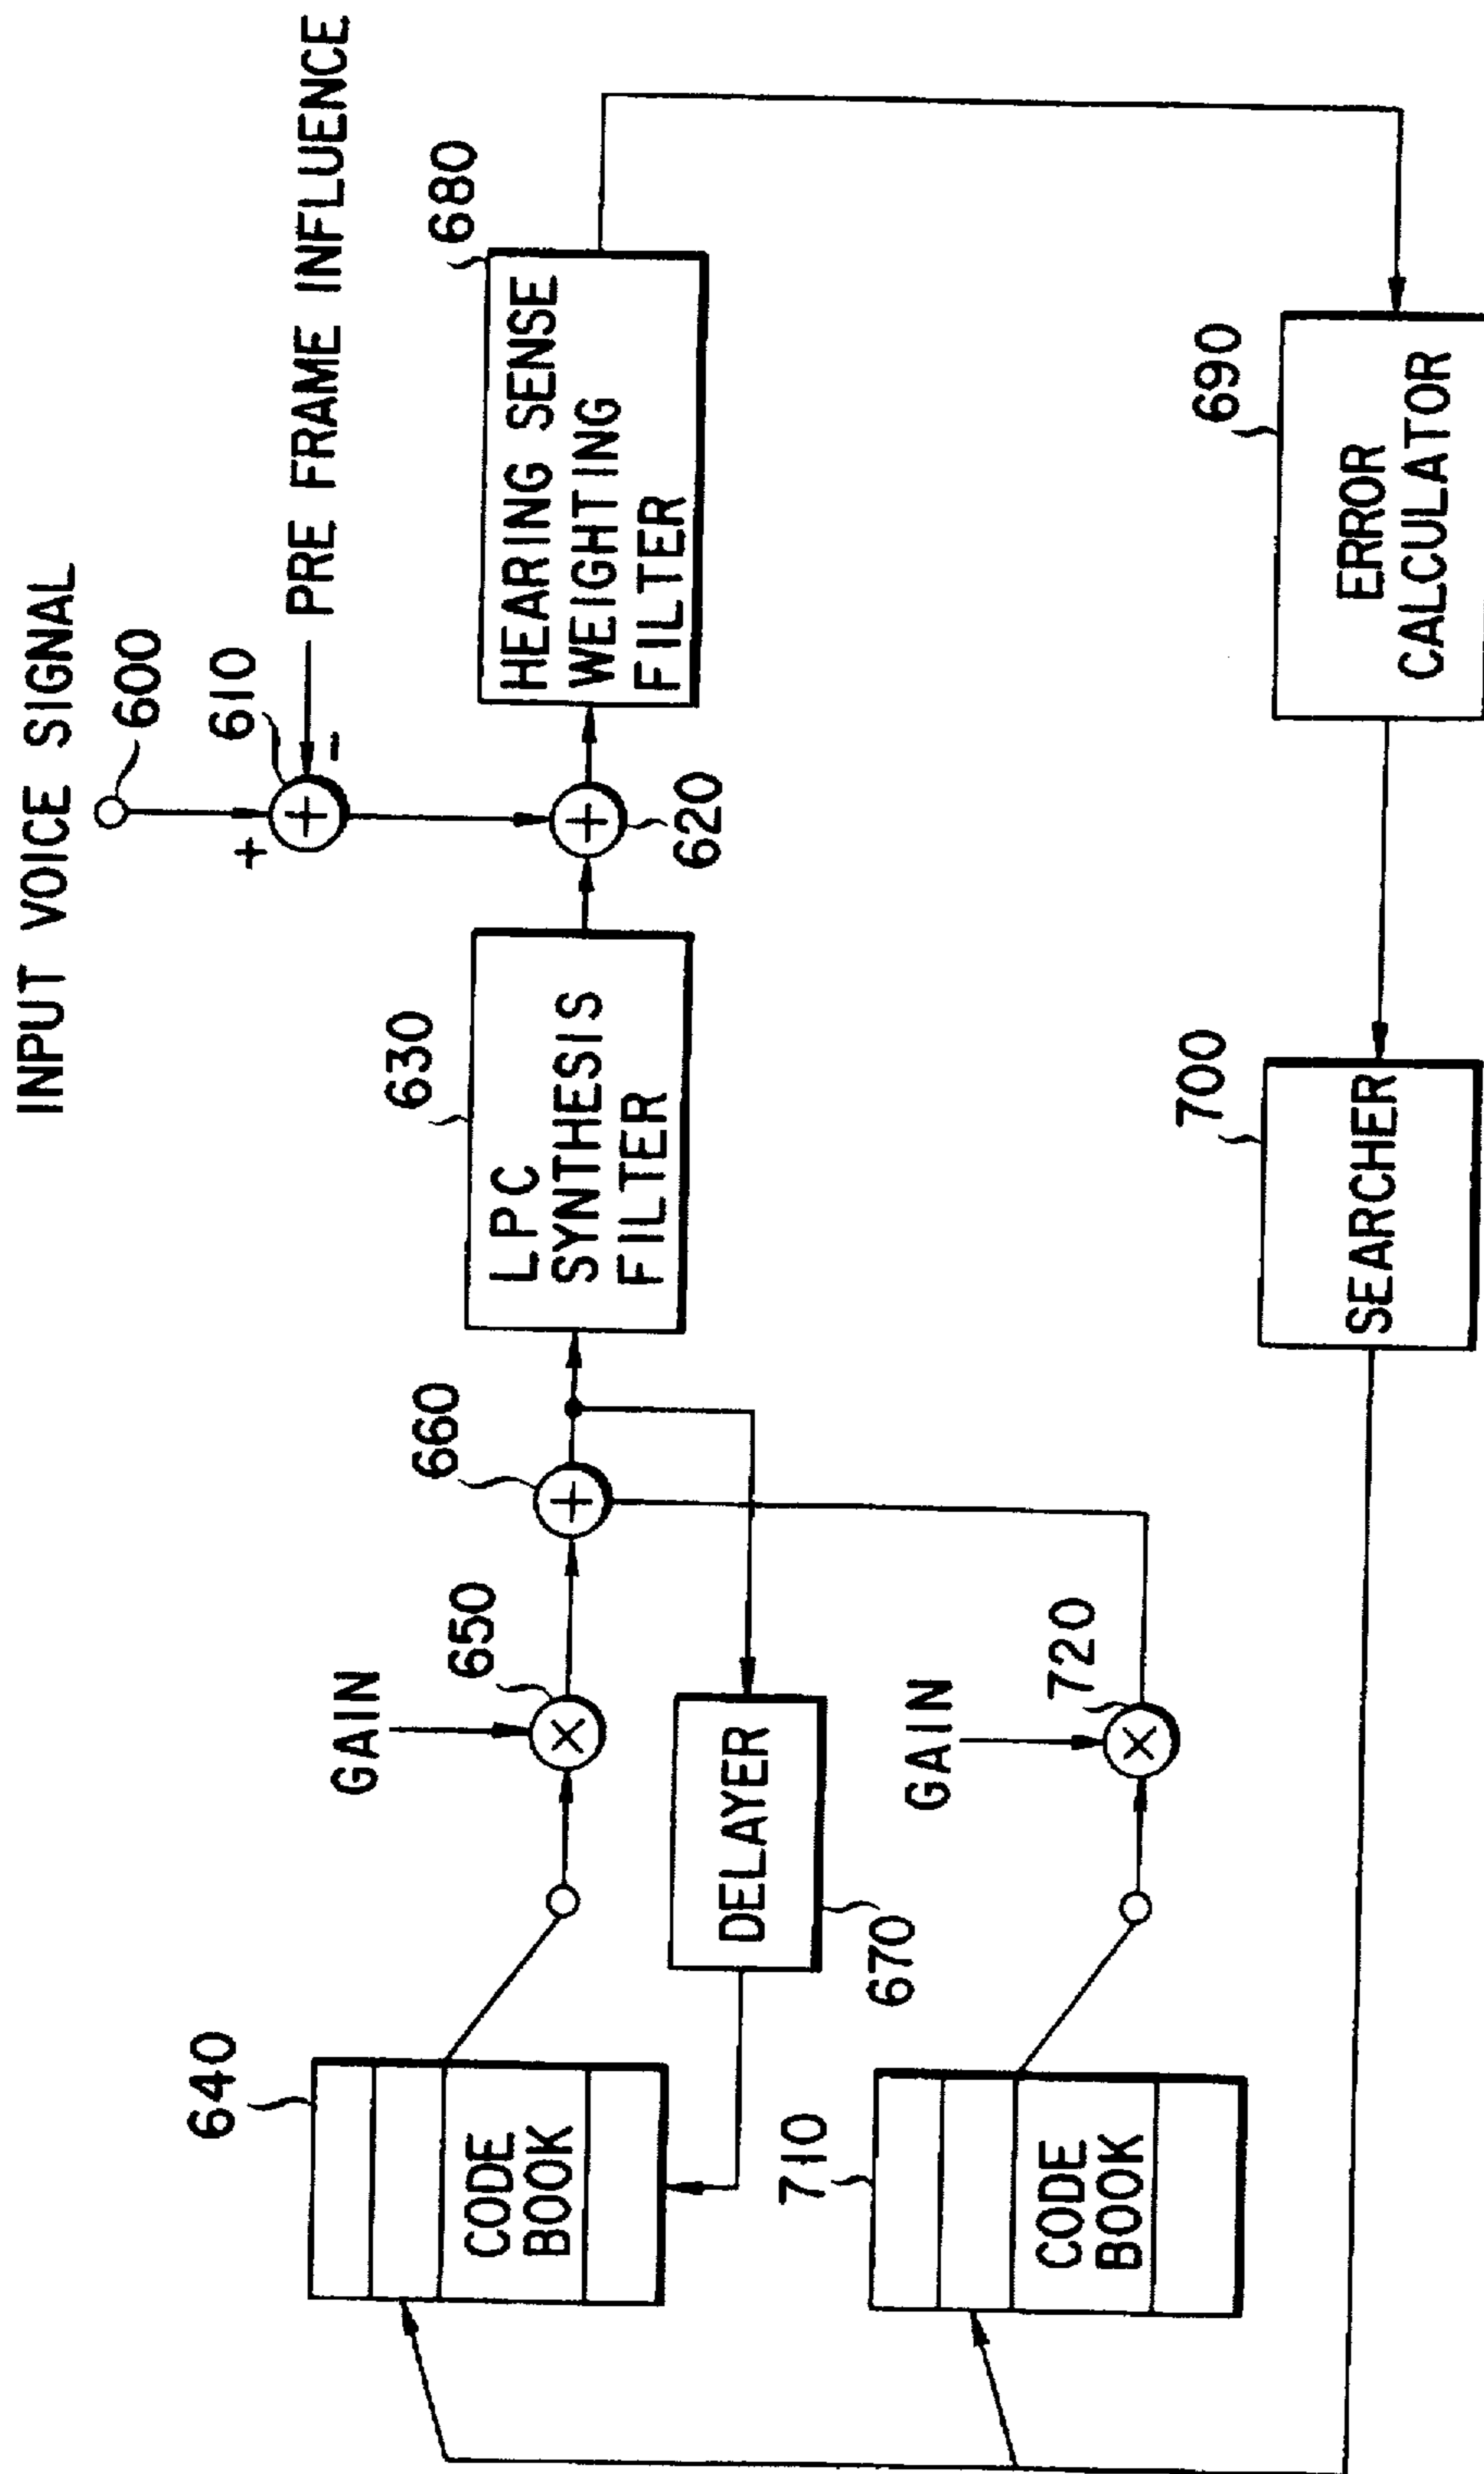 INPUT VOICE SIGNAL
600
610
+
-
PRE FRAME INFLUENCE
620
630
LPC
SYNTHESIS
FILTER
680
HEARING SENSE
WEIGHTING
FILTER
640
CODE
BOOK
GAIN
650
660
DELAYER
670
710
CODE
BOOK
GAIN
720
700
SEARCHER
690
ERROR
CALCULATOR